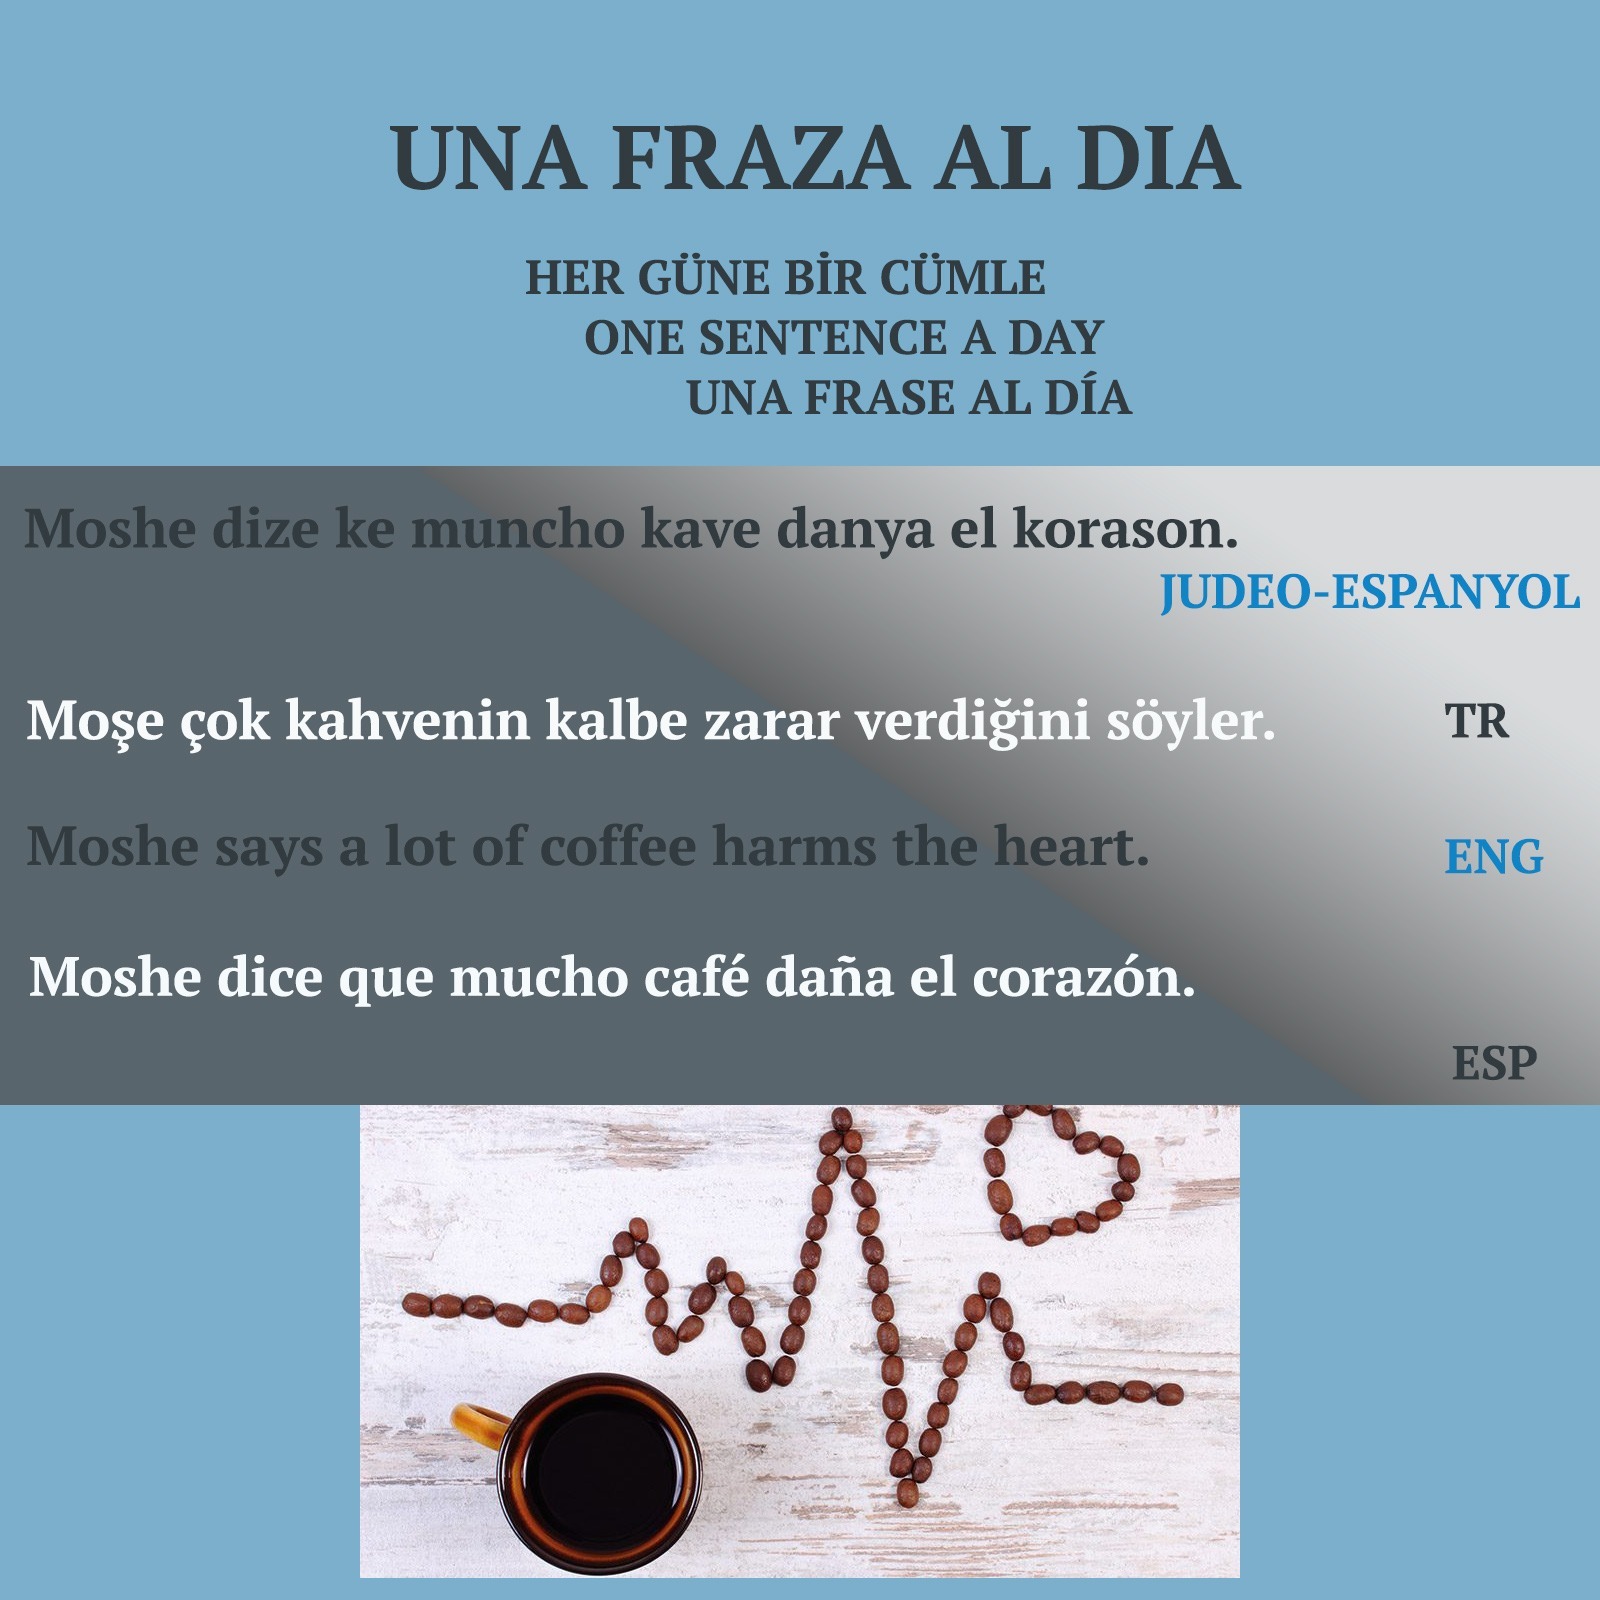 UNA FRAZA AL DIA
HER GÜNE BİR CÜMLE
ONE SENTENCE A DAY
UNA FRASE AL DÍA
Moshe dize ke muncho kave danya el korason.
JUDEO-ESPANYOL
Moşe çok kahvenin kalbe zarar verdiğini söyler. TR
Moshe says a lot of coffee harms the heart. ENG
Moshe dice que mucho café daña el corazón.
ESP